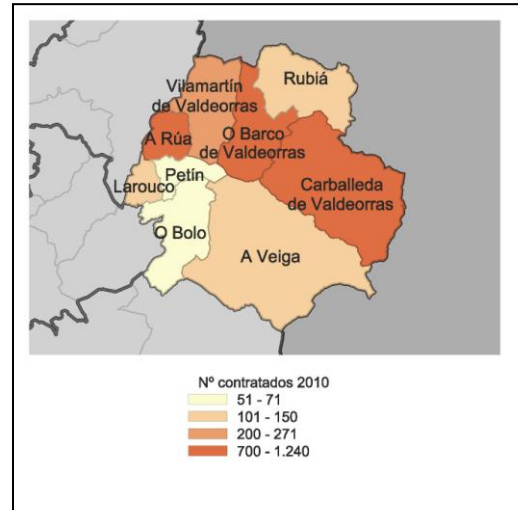 Rubiá
Vilamartín
de Valdeorras
A Rúa
O Barco
de Valdeorras
Petín
Larouco
Carballeda
de Valdeorras
O Bolo
A Veiga
Nº contratados 2010
51 - 71
101 - 150
200 - 271
700 - 1.240